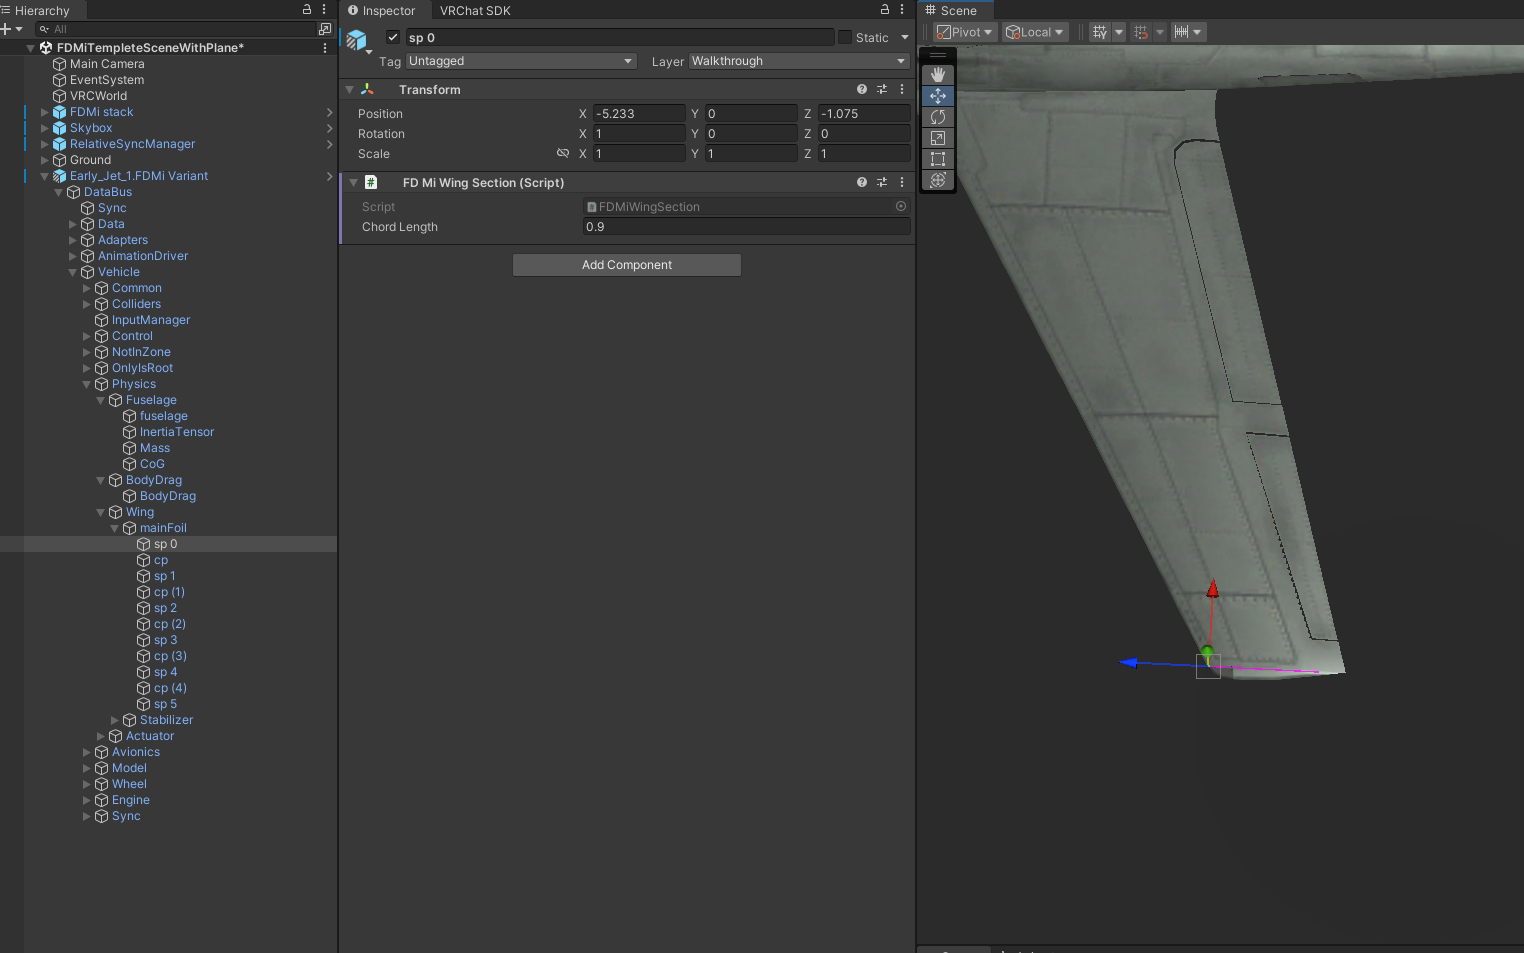 Hierarchy
All
FDMiTempleteSceneWithPlane*
Main Camera
EventSystem
VRCWorld
FDMi stack
Skybox
RelativeSyncManager
Ground
Early_Jet_1.FDMi Variant
DataBus
Sync
Data
Adapters
AnimationDriver
Vehicle
Common
Colliders
InputManager
Control
NotInZone
OnlyIsRoot
Physics
Fuselage
fuselage
InertiaTensor
Mass
CoG
BodyDrag
BodyDrag
Wing
mainFoil
sp 0
cp
sp 1
cp (1)
sp 2
cp (2)
sp 3
cp (3)
sp 4
cp (4)
sp 5
Stabilizer
Actuator
Avionics
Model
Wheel
Engine
Sync
Inspector VRChat SDK
sp 0 Static
Tag Untagged Layer Walkthrough
Transform
Position X -5.233 Y 0 Z -1.075
Rotation X 1 Y 0 Z 0
Scale X 1 Y 1 Z 1
FD Mi Wing Section (Script)
Script FDMiWingSection
Chord Length 0.9
Add Component
Scene
Pivot Local